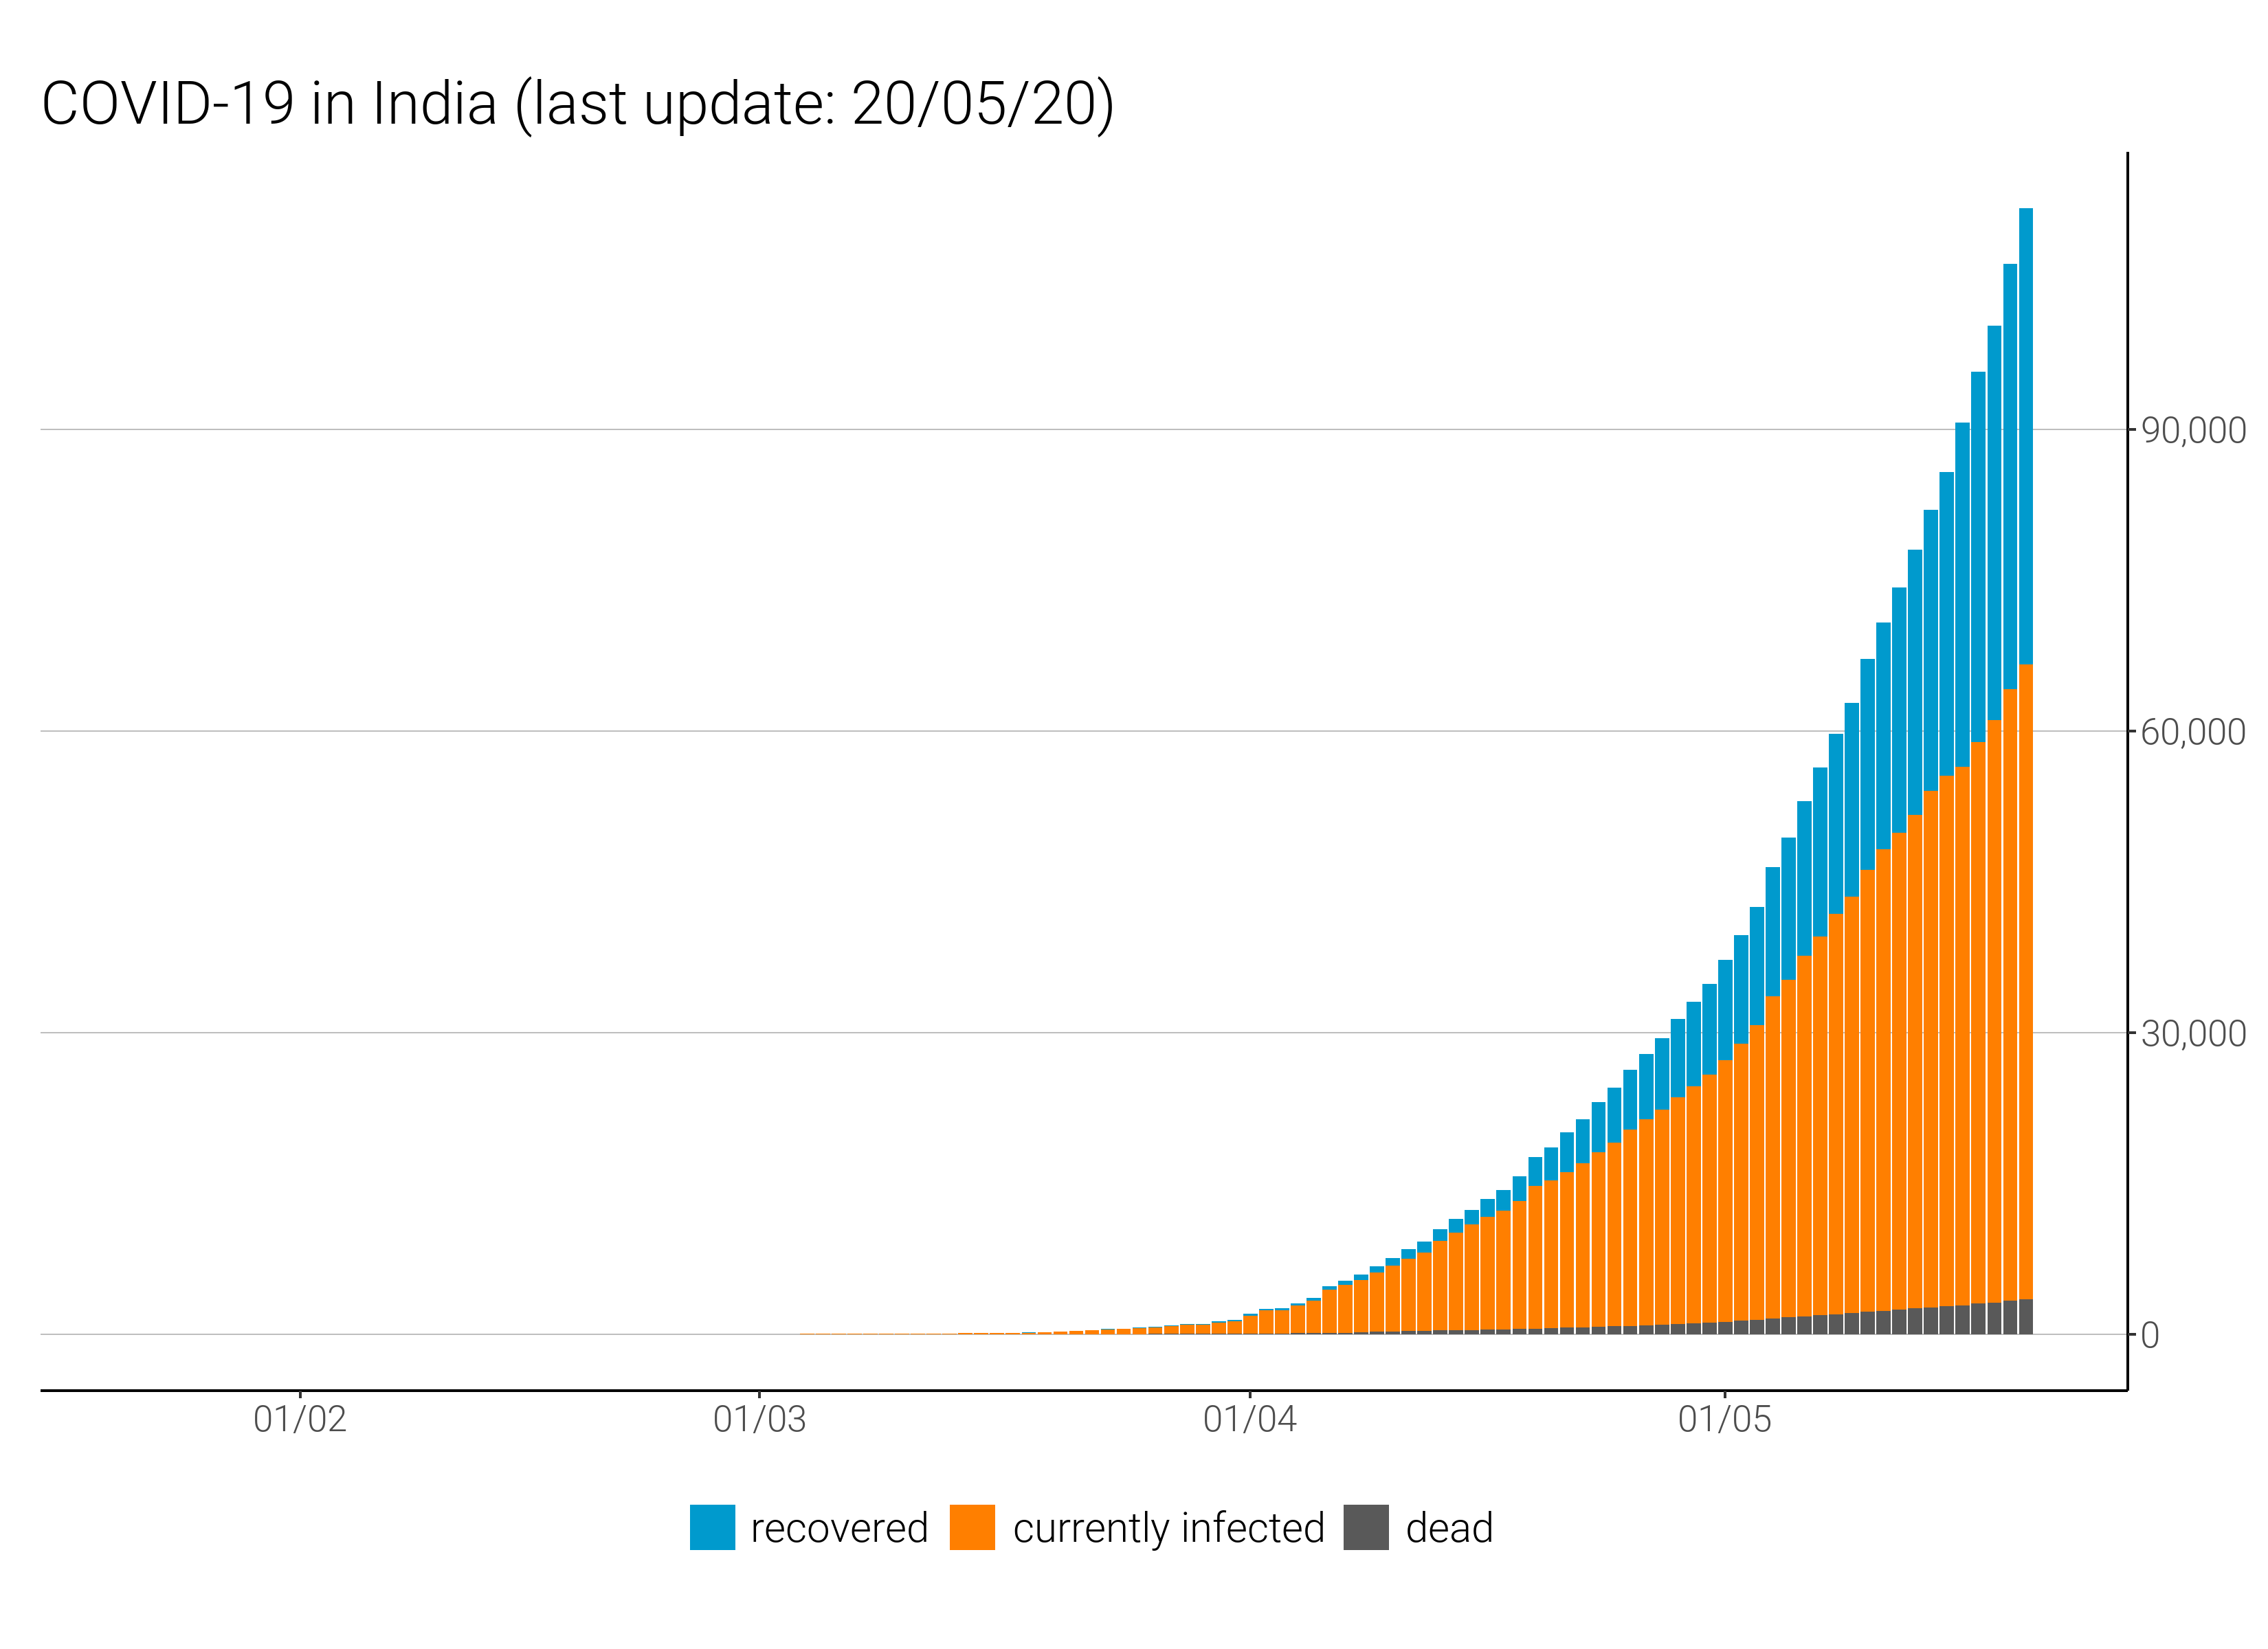 COVID-19 in India (last update: 20/05/20)
90,000
60,000
30,000
0
01/02 01/03 01/04 01/05
recovered currently infected dead